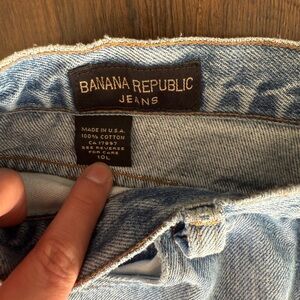 BANANA REPUBLIC
JEANS
MADE IN U.S.A.
100% COTTON
CA 17897
SEE REVERSE
FOR CARE
10L